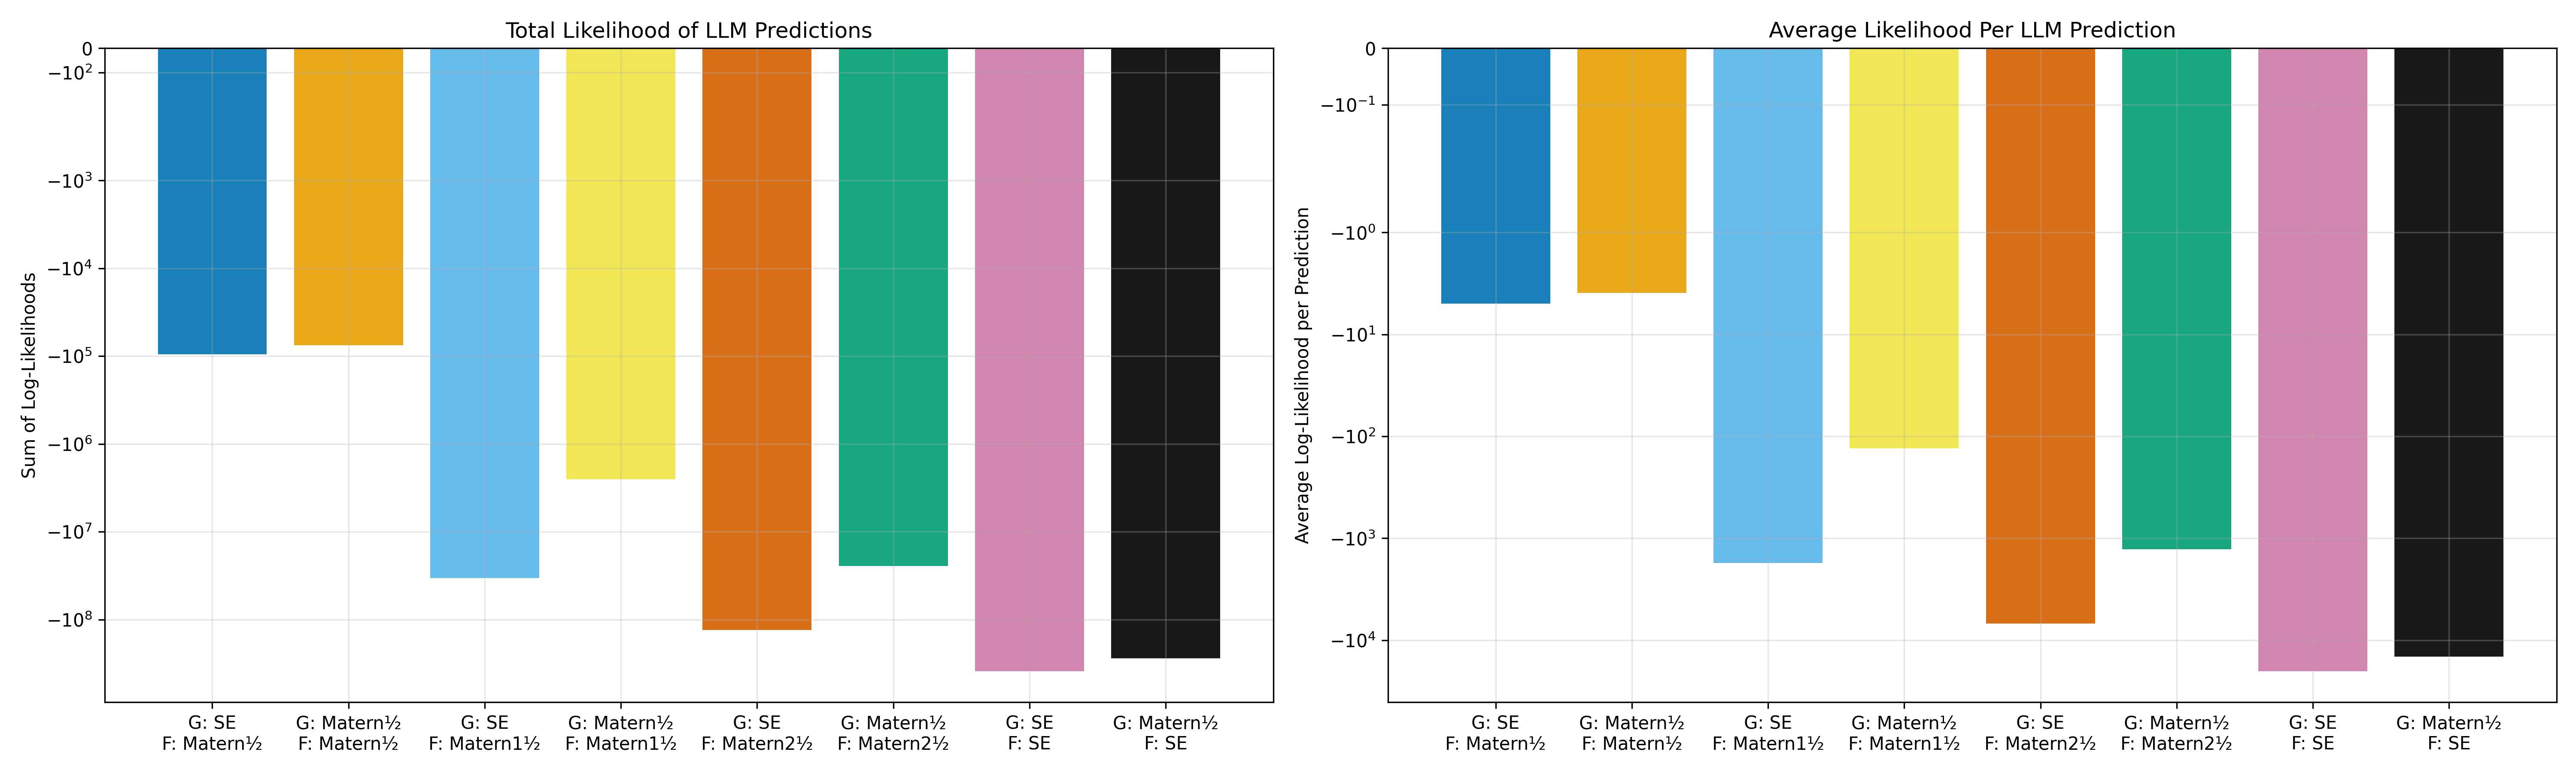 Total Likelihood of LLM Predictions
Sum of Log-Likelihoods
0
−10²
−10³
−10⁴
−10⁵
−10⁶
−10⁷
−10⁸
G: SE
F: Matern½
G: Matern½
F: Matern½
G: SE
F: Matern1½
G: Matern½
F: Matern1½
G: SE
F: Matern2½
G: Matern½
F: Matern2½
G: SE
F: SE
G: Matern½
F: SE
Average Likelihood Per LLM Prediction
Average Log-Likelihood per Prediction
0
−10⁻¹
−10⁰
−10¹
−10²
−10³
−10⁴
G: SE
F: Matern½
G: Matern½
F: Matern½
G: SE
F: Matern1½
G: Matern½
F: Matern1½
G: SE
F: Matern2½
G: Matern½
F: Matern2½
G: SE
F: SE
G: Matern½
F: SE